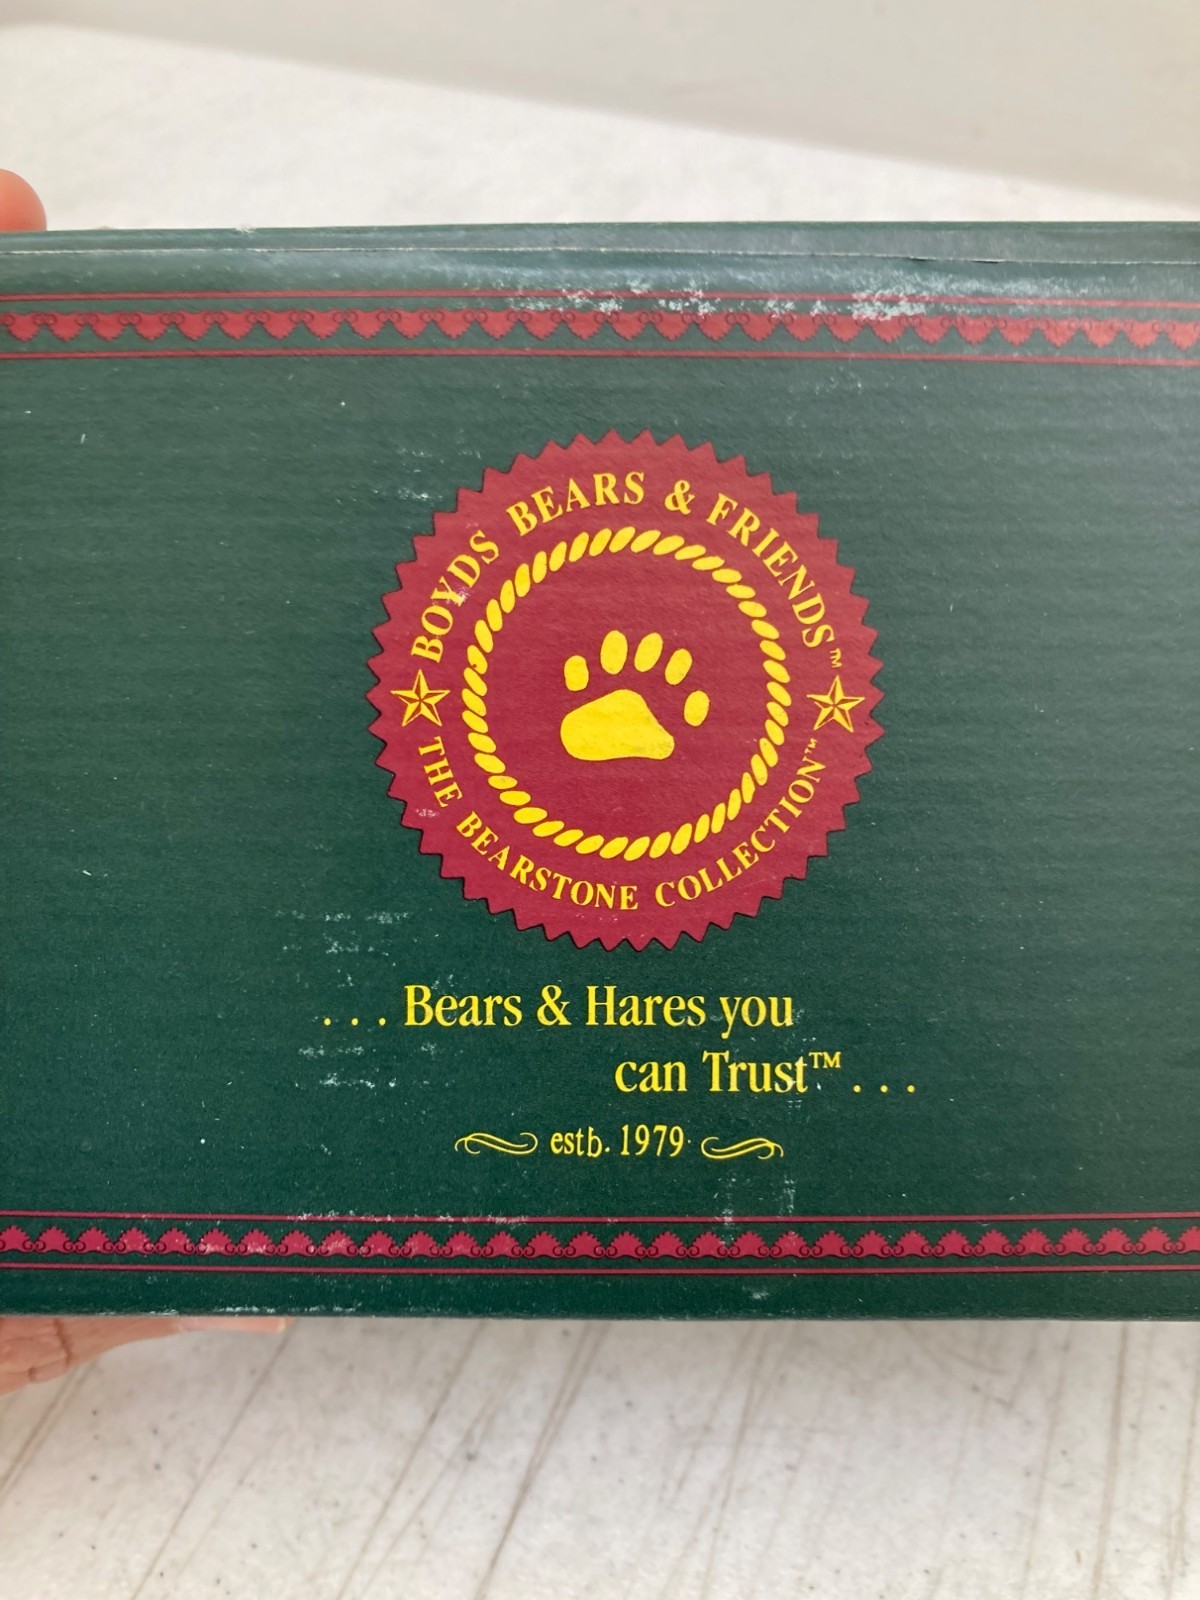 BOYDS BEARS & FRIENDS™
THE BEARSTONE COLLECTION™
. . . Bears & Hares you
can Trust™ . . .
estb. 1979